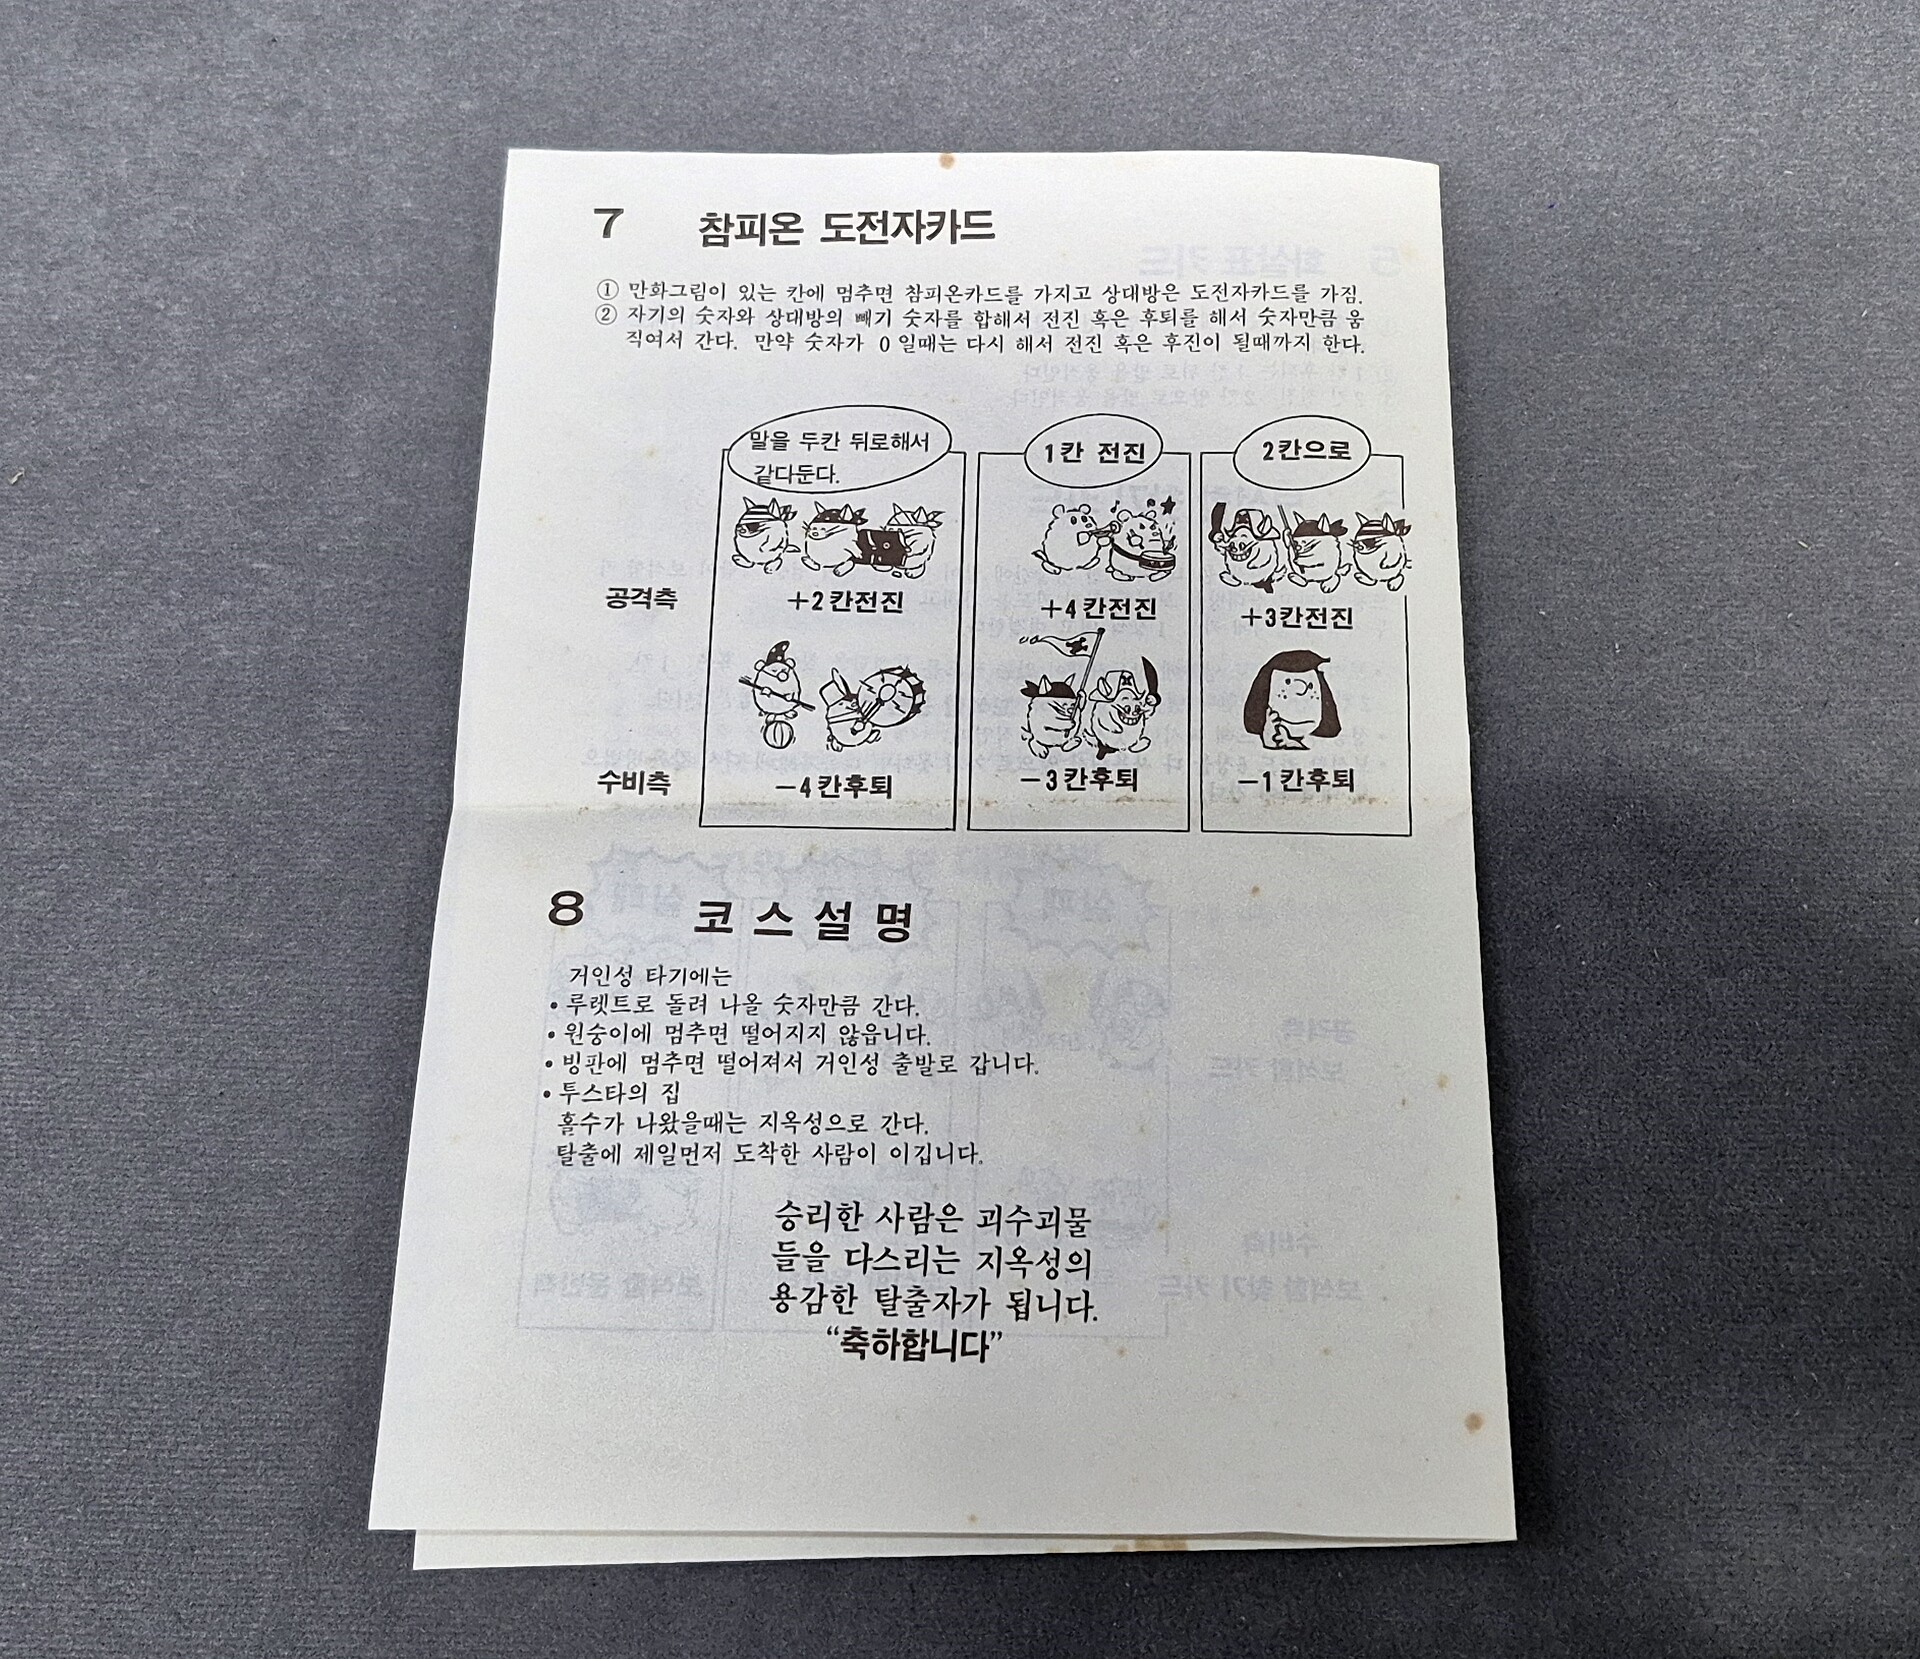 7 참피온 도전자카드
① 만화그림이 있는 칸에 멈추면 참피온카드를 가지고 상대방은 도전자카드를 가짐.
② 자기의 숫자와 상대방의 빼기 숫자를 합해서 전진 혹은 후퇴를 해서 숫자만큼 움
직여서 간다. 만약 숫자가 0일때는 다시 해서 전진 혹은 후진이 될때까지 한다.
말을 두칸 뒤로해서
같다둔다.
1칸 전진
2칸으로
공격측 +2칸전진 +4칸전진 +3칸전진
수비측 -4칸후퇴 -3칸후퇴 -1칸후퇴
8 코스설명
거인성 타기에는
• 루렛트로 돌려 나올 숫자만큼 간다.
• 원숭이에 멈추면 떨어지지 않읍니다.
• 빙판에 멈추면 떨어져서 거인성 출발로 갑니다.
• 투스타의 집
홀수가 나왔을때는 지옥성으로 간다.
탈출에 제일먼저 도착한 사람이 이깁니다.
승리한 사람은 괴수괴물
들을 다스리는 지옥성의
용감한 탈출자가 됩니다.
“축하합니다”